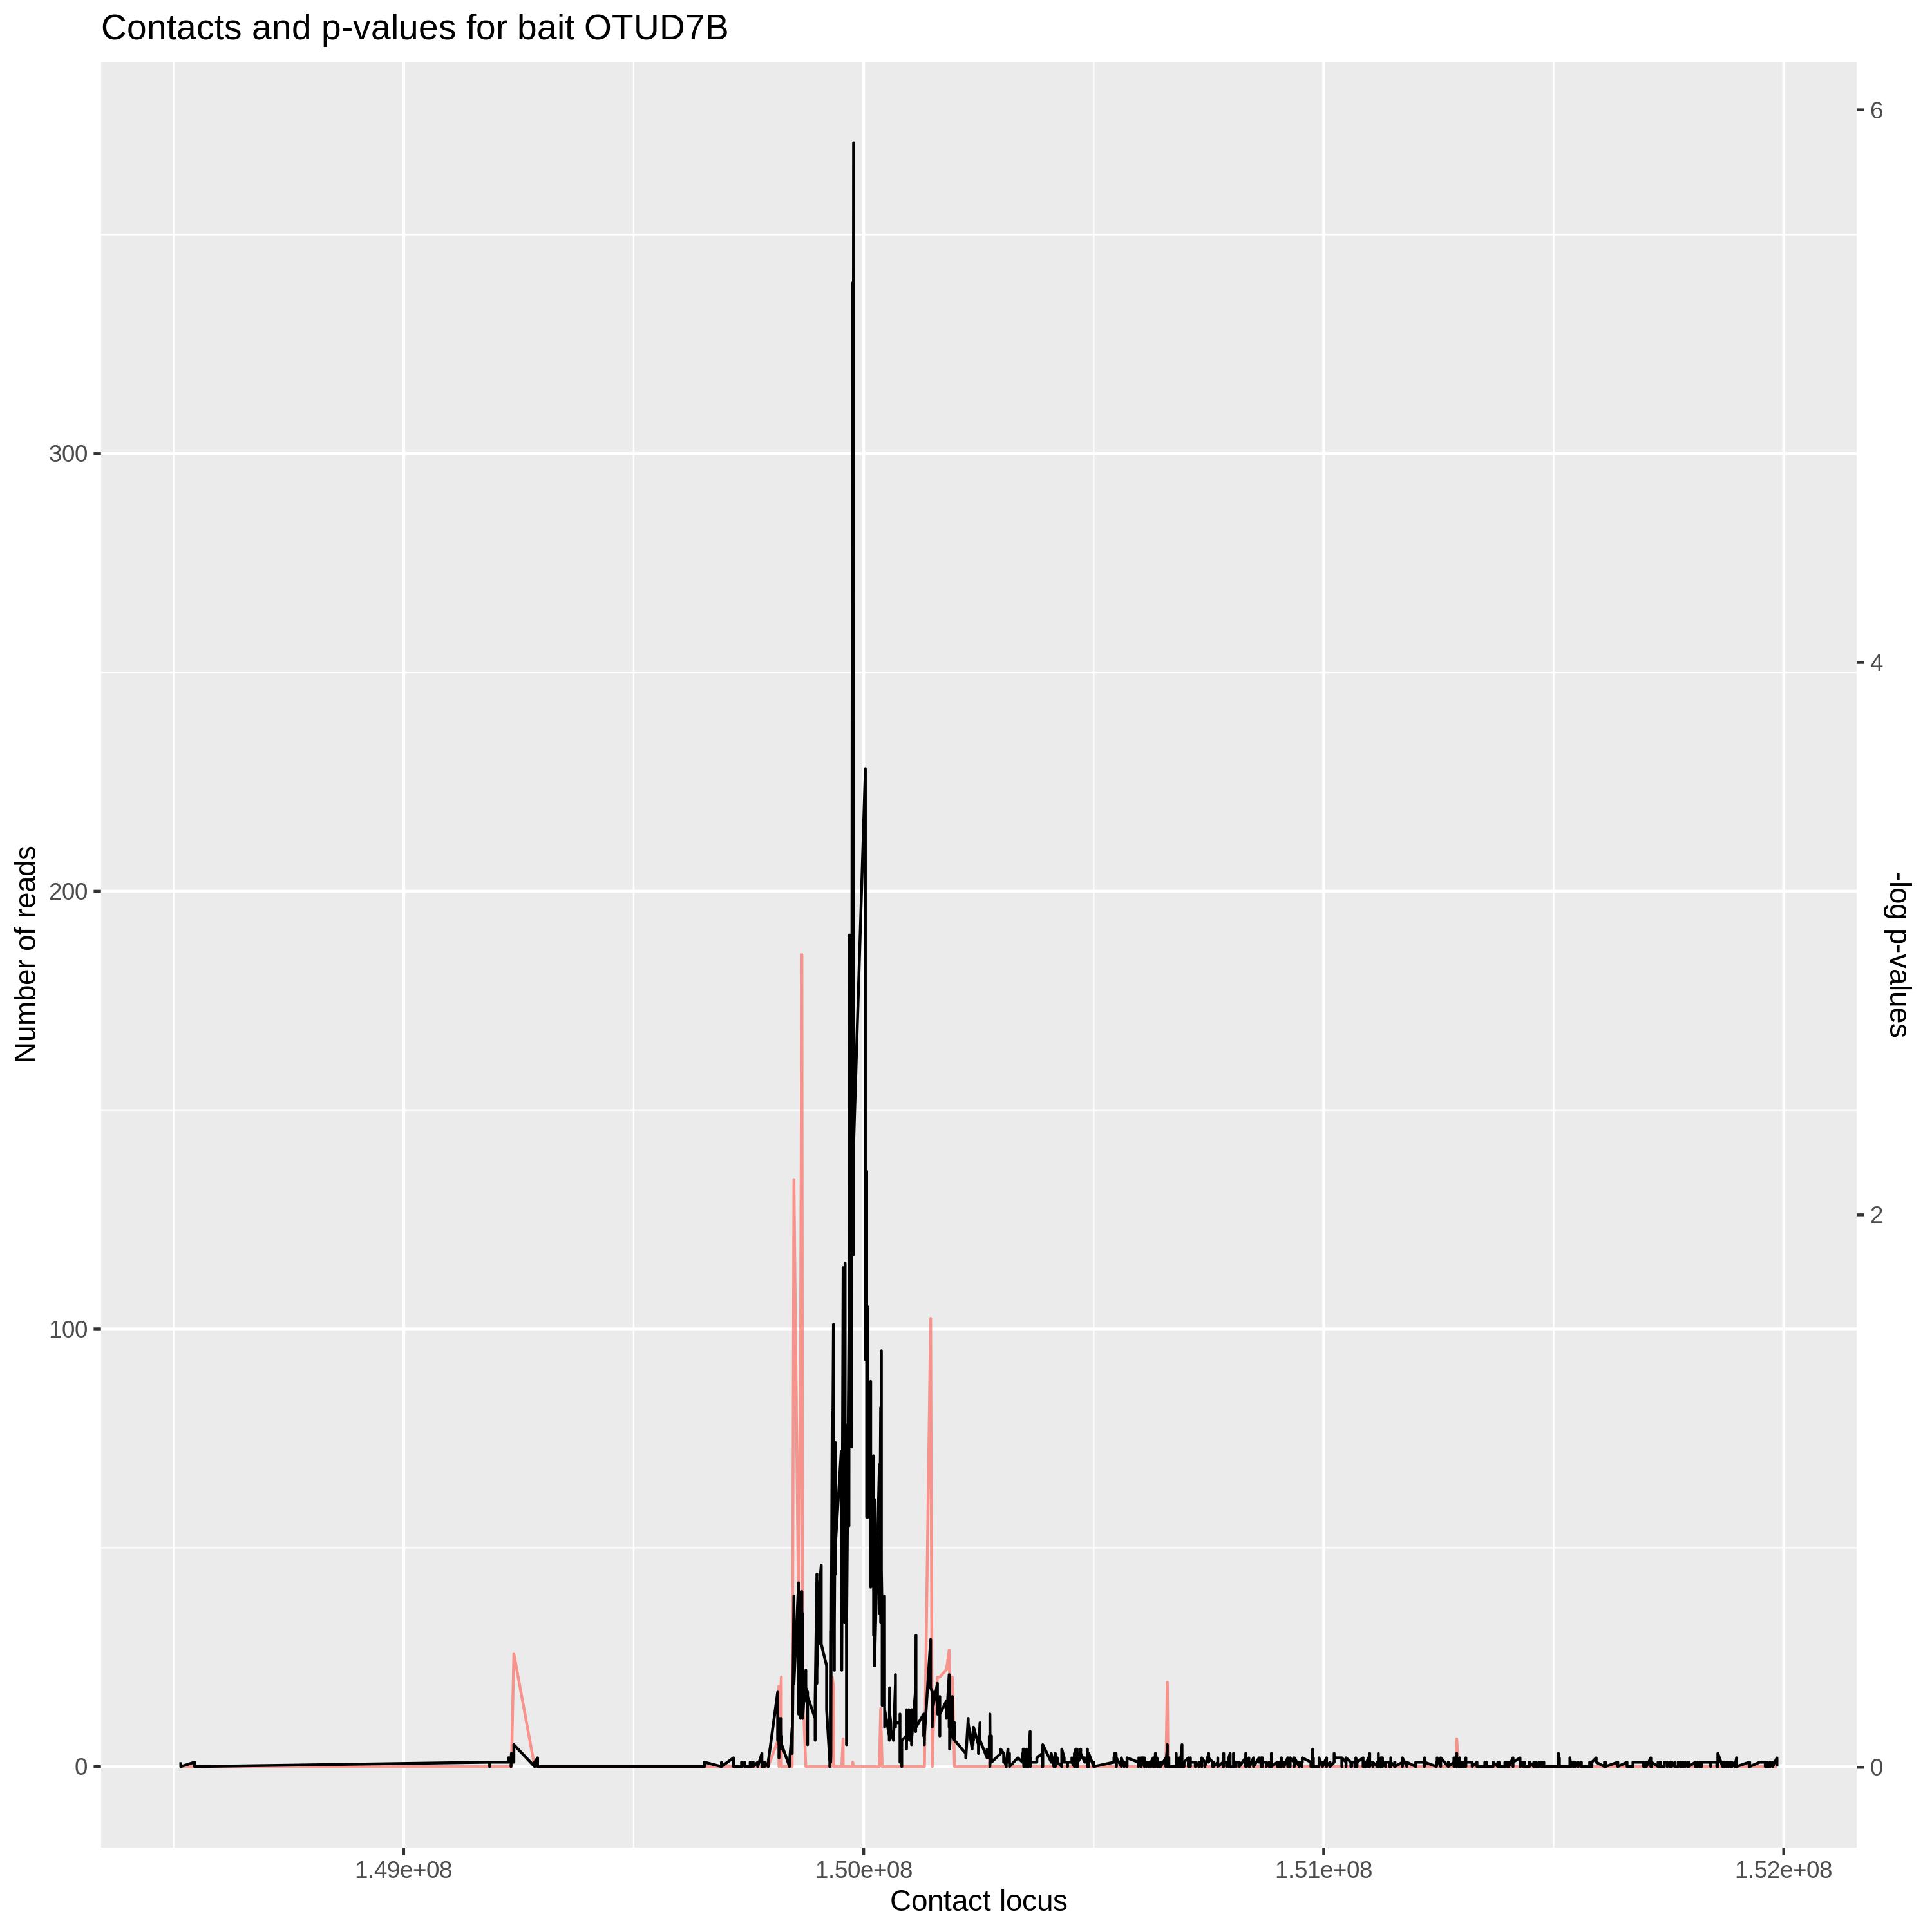 Contacts and p-values for bait OTUD7B
Number of reads
300
200
100
0
6
4
2
0
-log p-values
1.49e+08
1.50e+08
1.51e+08
1.52e+08
Contact locus